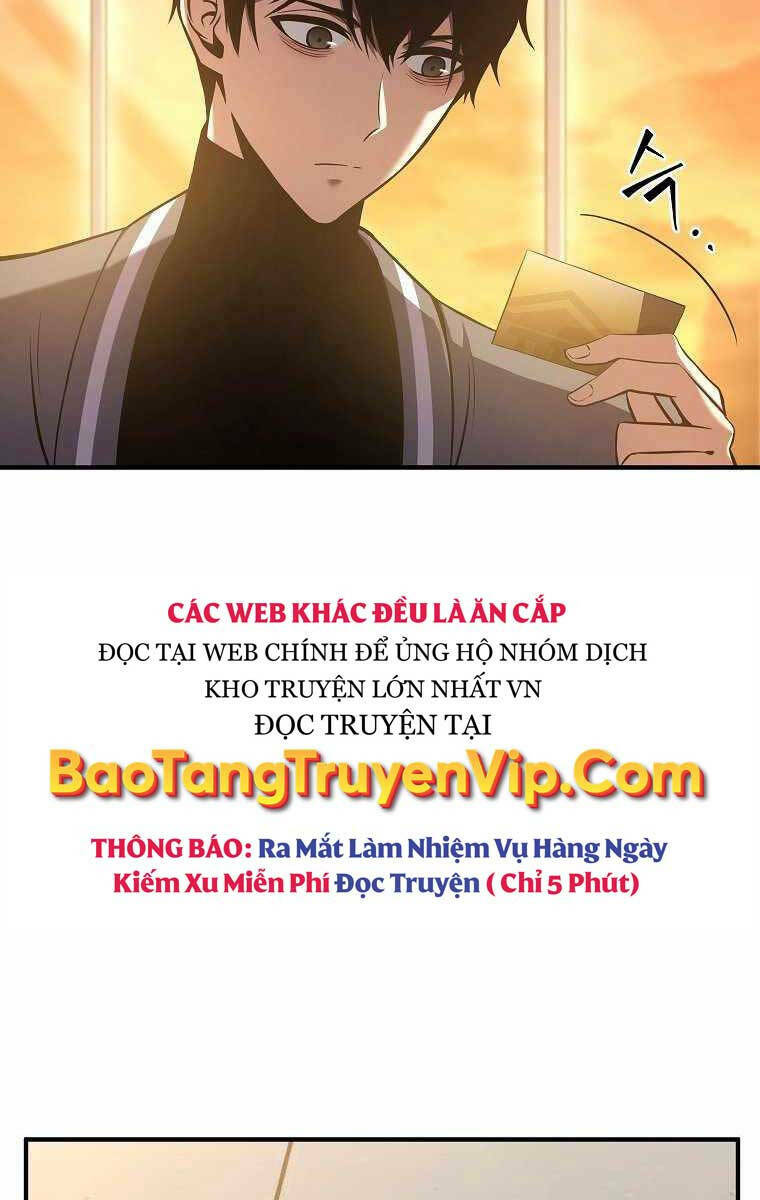 슥..
CÁC WEB KHÁC ĐỀU LÀ ĂN CẮP
ĐỌC TẠI WEB CHÍNH ĐỂ ỦNG HỘ NHÓM DỊCH
KHO TRUYỆN LỚN NHẤT VN
ĐỌC TRUYỆN TẠI
BaoTangTruyenVip.Com
THÔNG BÁO: Ra Mắt Làm Nhiệm Vụ Hàng Ngày
Kiếm Xu Miễn Phí Đọc Truyện ( Chỉ 5 Phút)